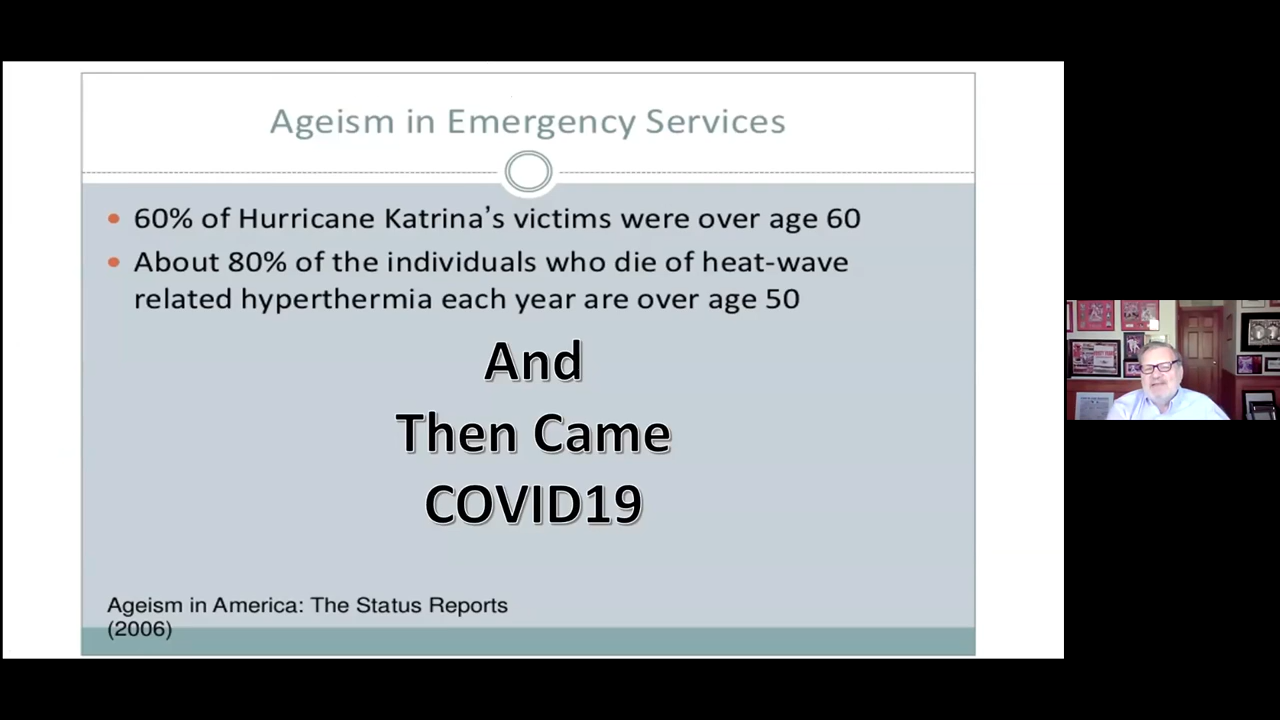 Ageism in Emergency Services
• 60% of Hurricane Katrina's victims were over age 60
• About 80% of the individuals who die of heat-wave
related hyperthermia each year are over age 50
And
Then Came
COVID19
Ageism in America: The Status Reports
(2006)